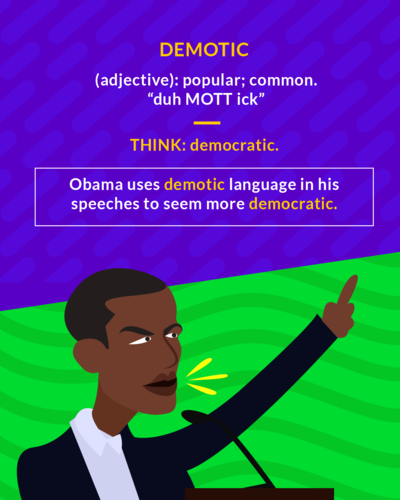 DEMOTIC
(adjective): popular; common.
“duh MOTT ick”
THINK: democratic.
Obama uses demotic language in his
speeches to seem more democratic.